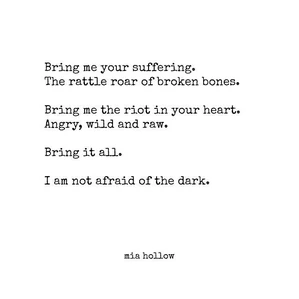 Bring me your suffering.
The rattle roar of broken bones.
Bring me the riot in your heart.
Angry, wild and raw.
Bring it all.
I am not afraid of the dark.
mia hollow